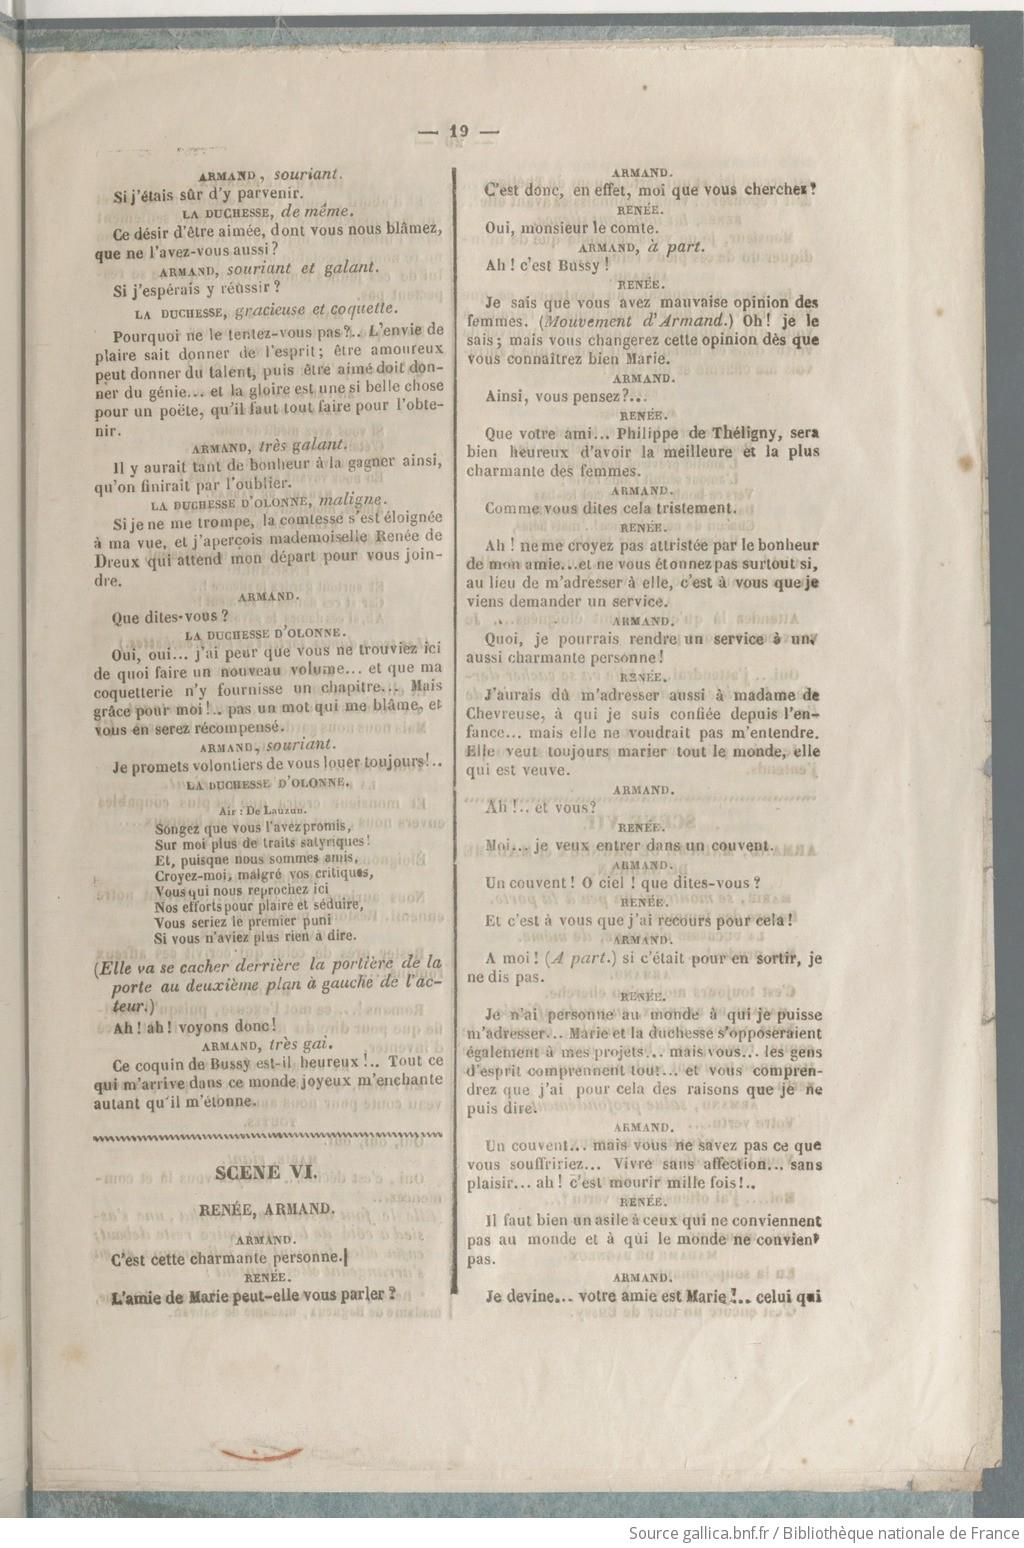 — 19 —
ARMAND, souriant.
Si j'étais sûr d'y parvenir.
LA DUCHESSE, de même.
Ce désir d'être aimée, dont vous nous blâmez,
que ne l'avez-vous aussi?
ARMAND, souriant et galant.
Si j'espérais y réussir?
LA DUCHESSE, gracieuse et coquette.
Pourquoi ne le tentez-vous pas?.. L'envie de
plaire sait donner de l'esprit; être amoureux
peut donner du talent, puis être aimé doit don-
ner du génie... et la gloire est une si belle chose
pour un poëte, qu'il faut tout faire pour l'obte-
nir.
ARMAND, très galant.
Il y aurait tant de bonheur à la gagner ainsi,
qu'on finirait par l'oublier.
LA DUCHESSE D'OLONNE, maligne.
Si je ne me trompe, la comtesse s'est éloignée
à ma vue, et j'aperçois mademoiselle Renée de
Dreux qui attend mon départ pour vous join-
dre.
ARMAND.
Que dites-vous?
LA DUCHESSE D'OLONNE.
Oui, oui... j'ai peur que vous ne trouviez ici
de quoi faire un nouveau volume... et que ma
coquetterie n'y fournisse un chapitre... Mais
grâce pour moi!.. pas un mot qui me blâme, et
vous en serez récompensé.
ARMAND, souriant.
Je promets volontiers de vous louer toujours!..
LA DUCHESSE D'OLONNE.
Air: De Lauzun.
Songez que vous l'avez promis,
Sur moi plus de traits satyriques!
Et, puisque nous sommes amis,
Croyez-moi, malgré vos critiques,
Vous qui nous reprochez ici
Nos efforts pour plaire et séduire,
Vous seriez le premier puni
Si vous n'aviez plus rien à dire.
(Elle va se cacher derrière la portière de la
porte au deuxième plan à gauche de l'ac-
teur.)
Ah! ah! voyons donc!
ARMAND, très gai.
Ce coquin de Bussy est-il heureux!.. Tout ce
qui m'arrive dans ce monde joyeux m'enchante
autant qu'il m'étonne.
SCENE VI.
RENÉE, ARMAND.
ARMAND.
C'est cette charmante personne.
RENÉE.
L'amie de Marie peut-elle vous parler?
ARMAND.
C'est donc, en effet, moi que vous cherchez?
RENÉE.
Oui, monsieur le comte.
ARMAND, à part.
Ah! c'est Bussy!
RENÉE.
Je sais que vous avez mauvaise opinion des
femmes. (Mouvement d'Armand.) Oh! je le
sais; mais vous changerez cette opinion dès que
vous connaîtrez bien Marie.
ARMAND.
Ainsi, vous pensez?...
RENÉE.
Que votre ami... Philippe de Théligny, sera
bien heureux d'avoir la meilleure et la plus
charmante des femmes.
ARMAND.
Comme vous dites cela tristement.
RENÉE.
Ah! ne me croyez pas attristée par le bonheur
de mon amie...et ne vous étonnez pas surtout si,
au lieu de m'adresser à elle, c'est à vous que je
viens demander un service.
ARMAND.
Quoi, je pourrais rendre un service à une
aussi charmante personne!
RENÉE.
J'aurais dû m'adresser aussi à madame de
Chevreuse, à qui je suis confiée depuis l'en-
fance... mais elle ne voudrait pas m'entendre.
Elle veut toujours marier tout le monde, elle
qui est veuve.
ARMAND.
Ah!.. et vous?
RENÉE.
Moi... je veux entrer dans un couvent.
ARMAND.
Un couvent! O ciel! que dites-vous?
RENÉE.
Et c'est à vous que j'ai recours pour cela!
ARMAND.
A moi! (A part.) si c'était pour en sortir, je
ne dis pas.
RENÉE.
Je n'ai personne au monde à qui je puisse
m'adresser... Marie et la duchesse s'opposeraient
également à mes projets... mais vous... les gens
d'esprit comprennent tout... et vous compren-
drez que j'ai pour cela des raisons que je ne
puis dire.
ARMAND.
Un couvent... mais vous ne savez pas ce que
vous souffririez... Vivre sans affection... sans
plaisir... ah! c'est mourir mille fois!..
RENÉE.
Il faut bien un asile à ceux qui ne conviennent
pas au monde et à qui le monde ne convient
pas.
ARMAND.
Je devine... votre amie est Marie!.. celui qui
Source gallica.bnf.fr / Bibliothèque nationale de France